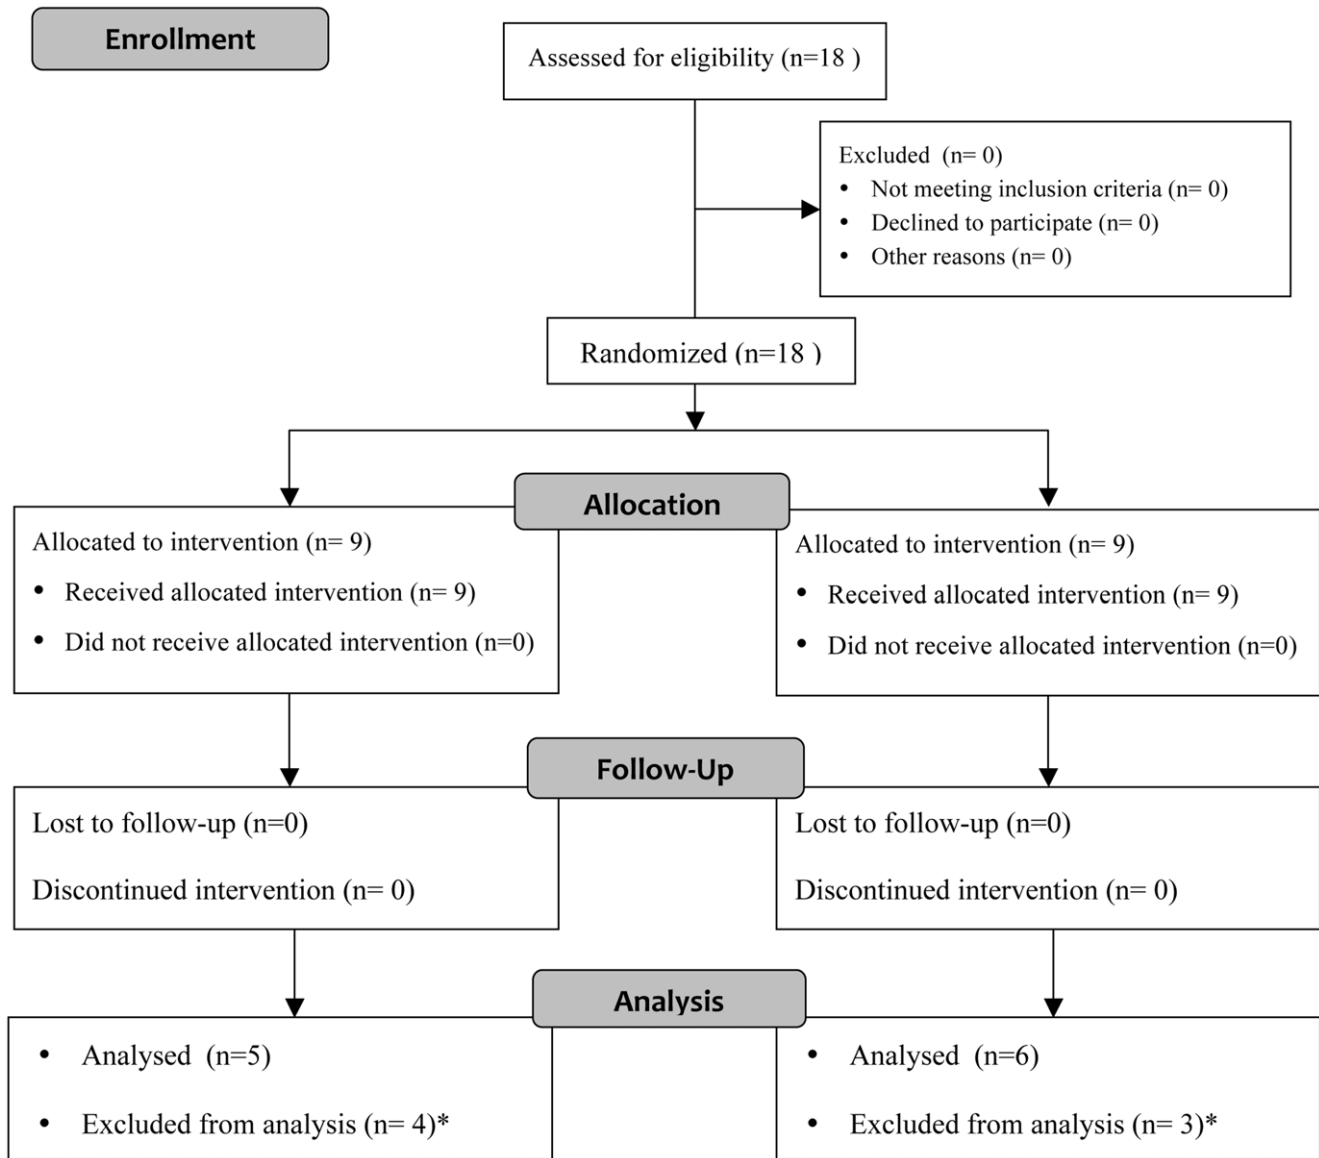 Enrollment
Assessed for eligibility (n=18 )
Excluded  (n= 0)
• Not meeting inclusion criteria (n= 0)
• Declined to participate (n= 0)
• Other reasons (n= 0)
Randomized (n=18 )
Allocation
Allocated to intervention (n= 9)
• Received allocated intervention (n= 9)
• Did not receive allocated intervention (n=0)
Allocated to intervention (n= 9)
• Received allocated intervention (n= 9)
• Did not receive allocated intervention (n=0)
Follow-Up
Lost to follow-up (n=0)
Discontinued intervention (n= 0)
Lost to follow-up (n=0)
Discontinued intervention (n= 0)
Analysis
• Analysed  (n=5)
• Excluded from analysis (n= 4)*
• Analysed  (n=6)
• Excluded from analysis (n= 3)*